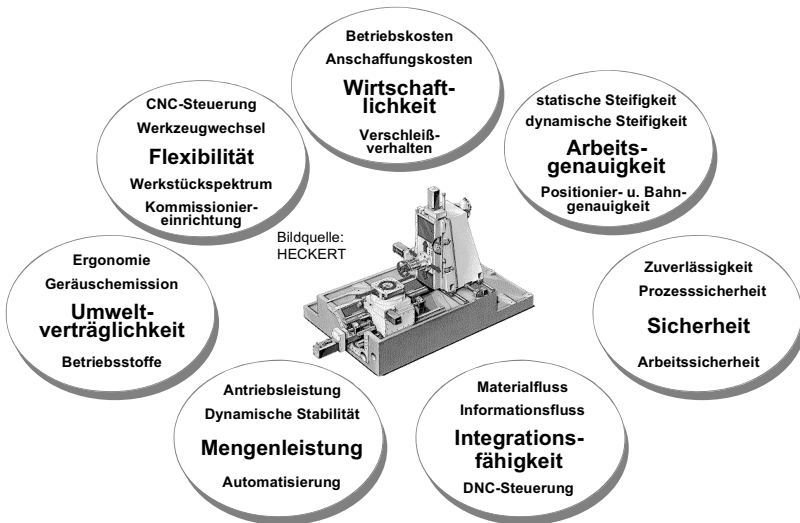 Betriebskosten
Anschaffungskosten
Wirtschaft-
lichkeit
Verschleiß-
verhalten
CNC-Steuerung
Werkzeugwechsel
Flexibilität
Werkstückspektrum
Kommissionier-
einrichtung
statische Steifigkeit
dynamische Steifigkeit
Arbeits-
genauigkeit
Positionier- u. Bahn-
genauigkeit
Bildquelle:
HECKERT
Ergonomie
Geräuschemission
Umwelt-
verträglichkeit
Betriebsstoffe
Zuverlässigkeit
Prozesssicherheit
Sicherheit
Arbeitssicherheit
Antriebsleistung
Dynamische Stabilität
Mengenleistung
Automatisierung
Materialfluss
Informationsfluss
Integrations-
fähigkeit
DNC-Steuerung